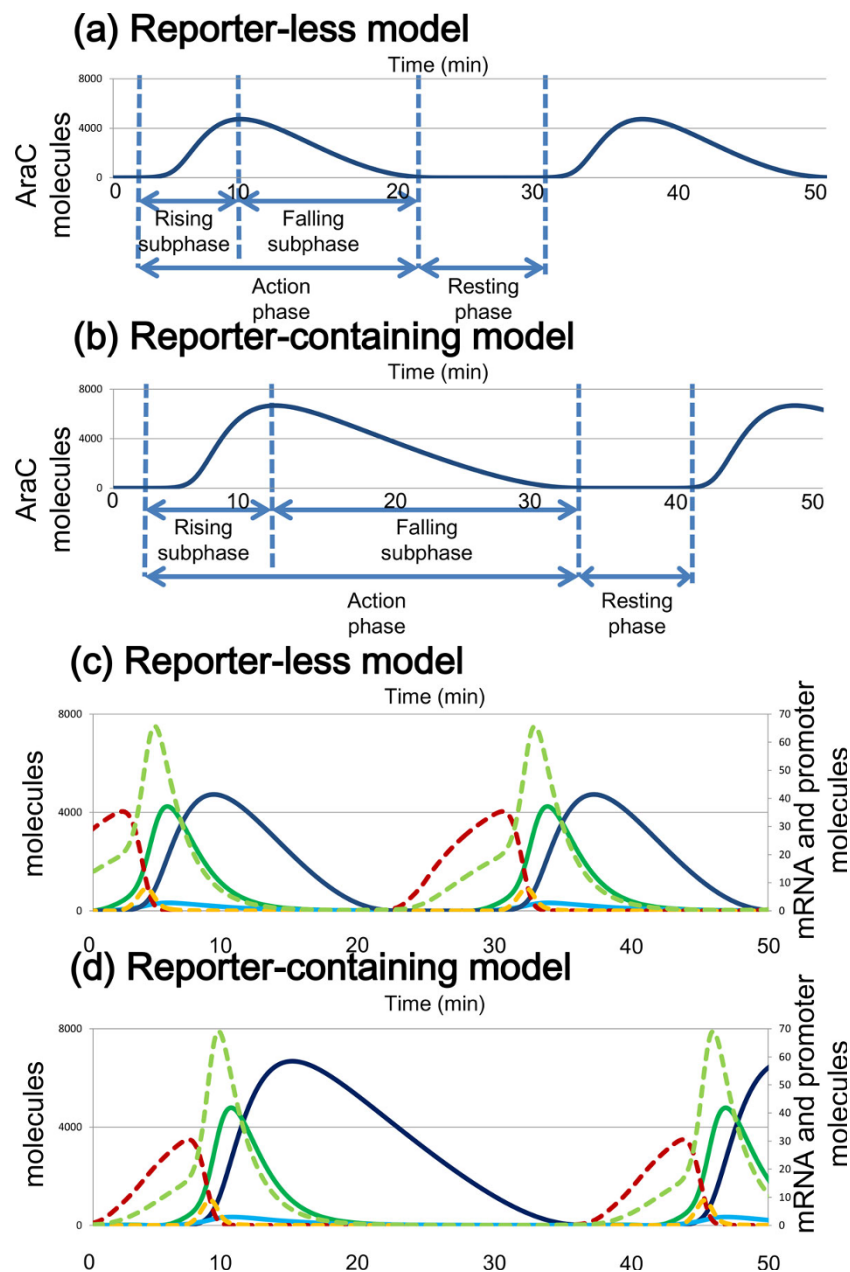 (a) Reporter-less model
Time (min)
8000
4000
0
AraC
molecules
0 10 20 30 40 50
Rising
subphase
Falling
subphase
Action
phase
Resting
phase
(b) Reporter-containing model
Time (min)
8000
4000
0
AraC
molecules
0 10 20 30 40 50
Rising
subphase
Falling
subphase
Action
phase
Resting
phase
(c) Reporter-less model
Time (min)
8000
4000
0
molecules
70
60
50
40
30
20
10
0
mRNA and promoter
molecules
0 10 20 30 40 50
(d) Reporter-containing model
Time (min)
8000
4000
0
molecules
70
60
50
40
30
20
10
0
mRNA and promoter
molecules
0 10 20 30 40 50